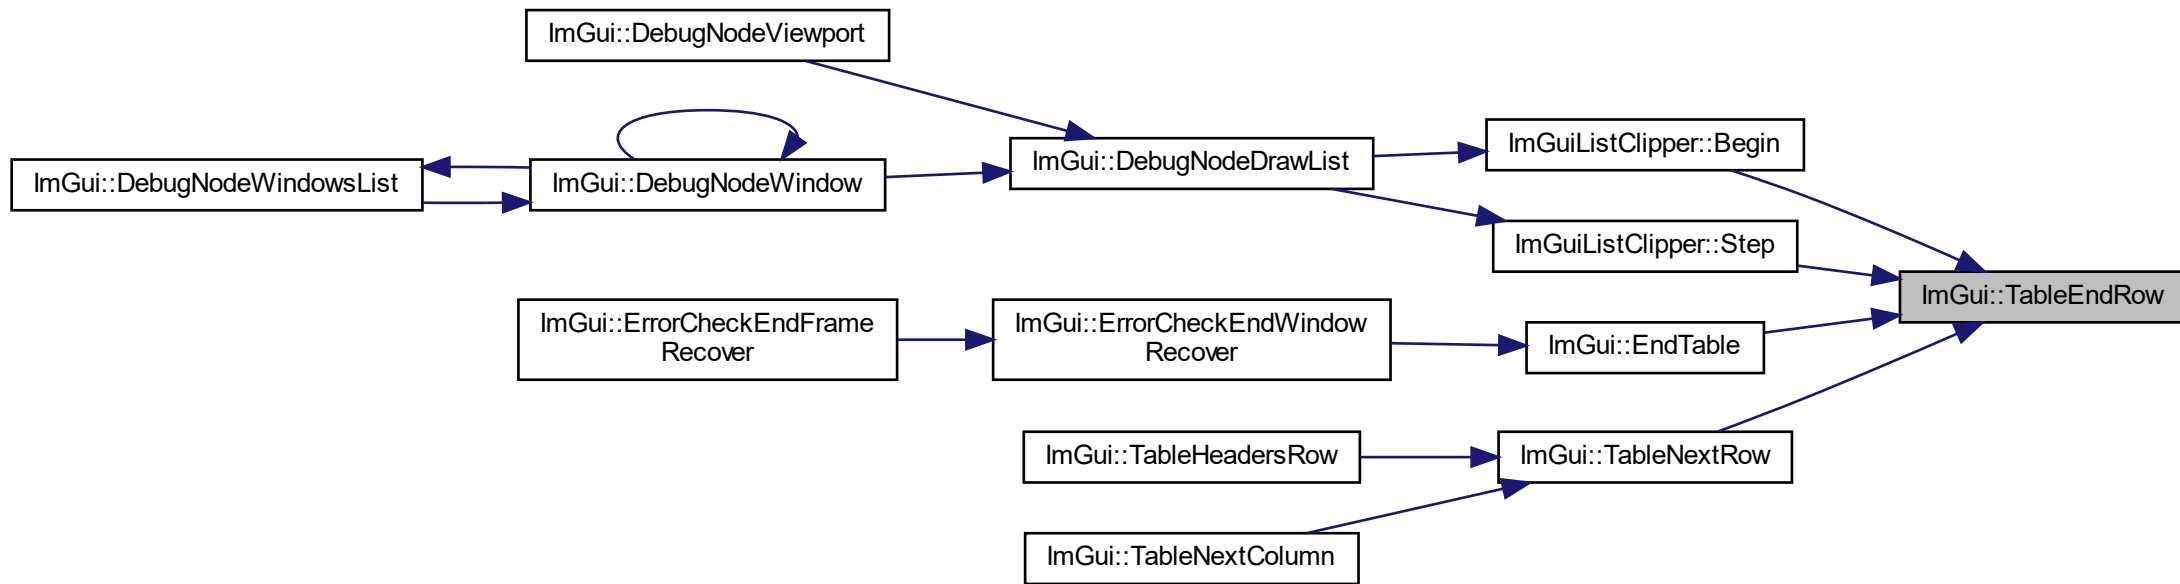 ImGui::DebugNodeViewport
ImGuiListClipper::Begin
ImGui::DebugNodeDrawList
ImGui::DebugNodeWindowsList
ImGui::DebugNodeWindow
ImGuiListClipper::Step
ImGui::TableEndRow
ImGui::ErrorCheckEndFrame
Recover
ImGui::ErrorCheckEndWindow
Recover
ImGui::EndTable
ImGui::TableHeadersRow
ImGui::TableNextRow
ImGui::TableNextColumn